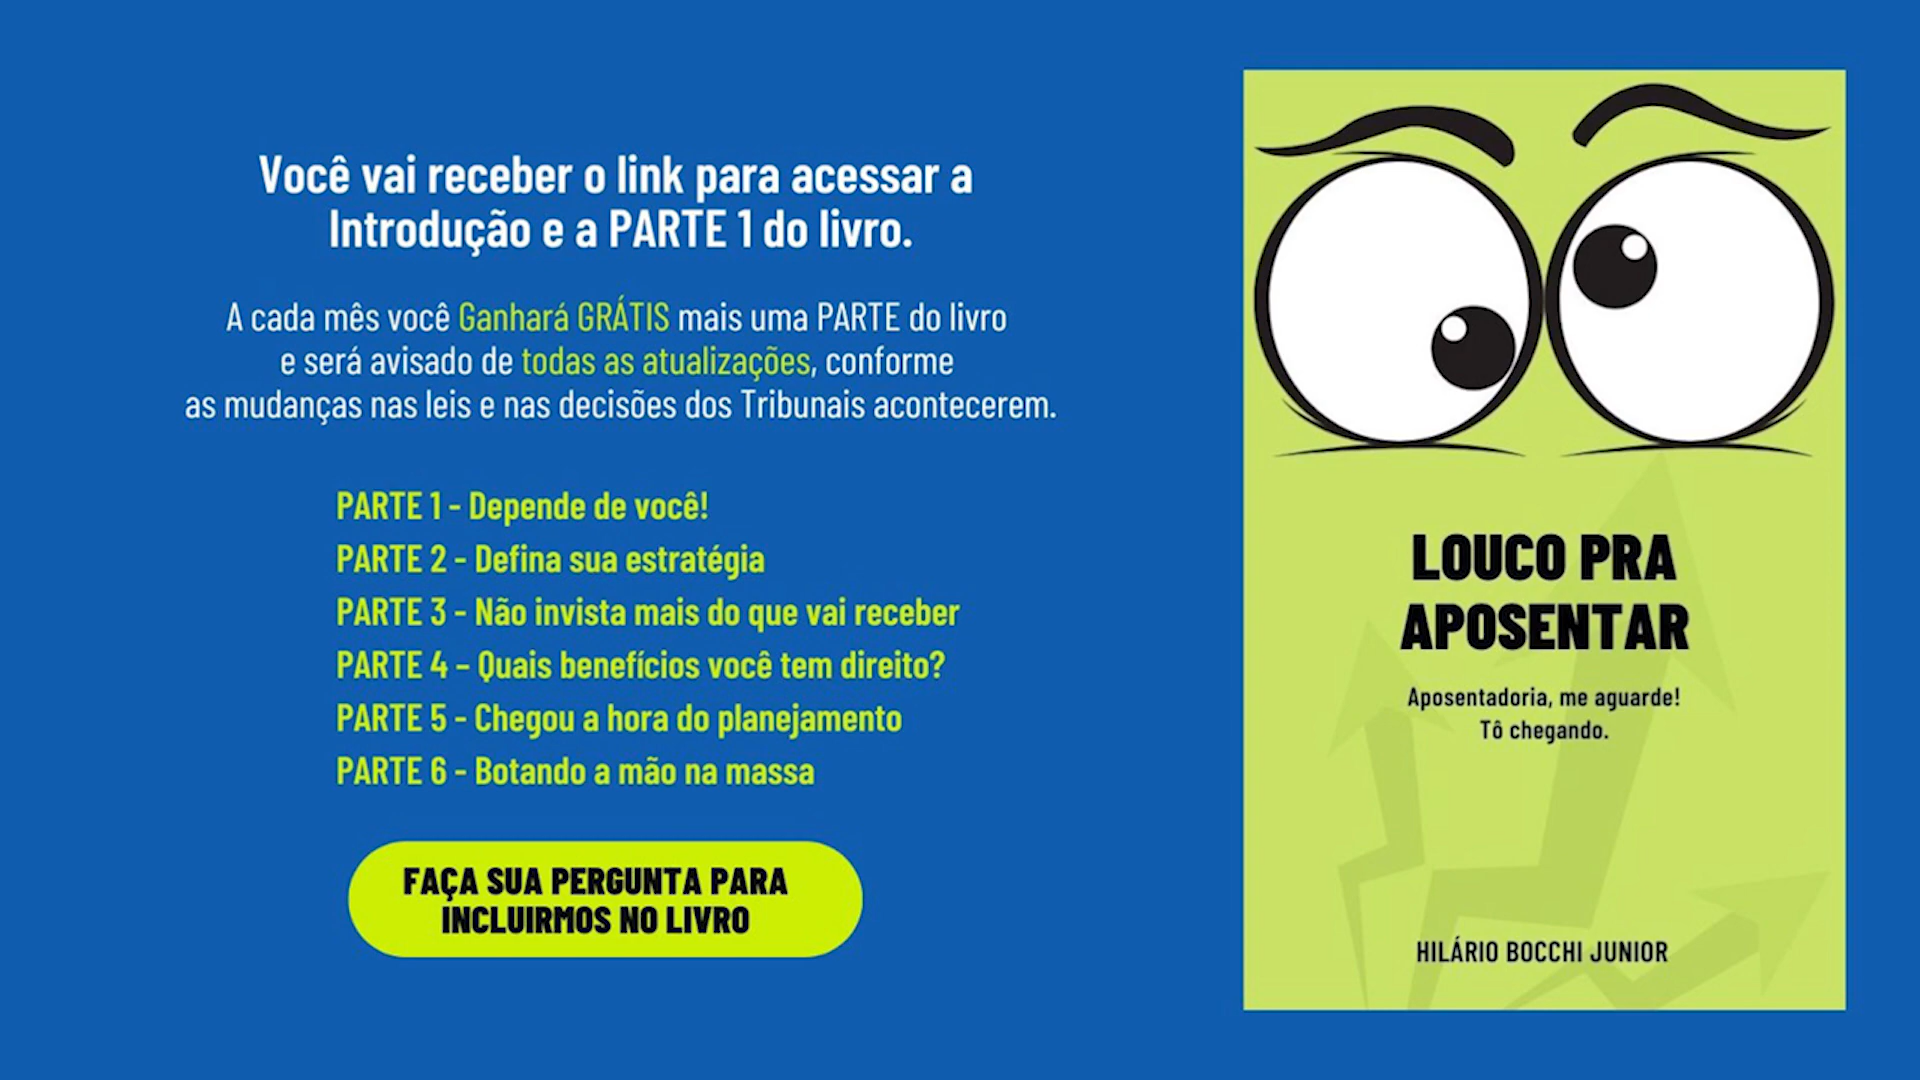 Você vai receber o link para acessar a
Introdução e a PARTE 1 do livro.
A cada mês você Ganhará GRÁTIS mais uma PARTE do livro
e será avisado de todas as atualizações, conforme
as mudanças nas leis e nas decisões dos Tribunais acontecerem.
PARTE 1 - Depende de você!
PARTE 2 - Defina sua estratégia
PARTE 3 - Não invista mais do que vai receber
PARTE 4 – Quais benefícios você tem direito?
PARTE 5 - Chegou a hora do planejamento
PARTE 6 - Botando a mão na massa
FAÇA SUA PERGUNTA PARA
INCLUIRMOS NO LIVRO
LOUCO PRA
APOSENTAR
Aposentadoria, me aguarde!
Tô chegando.
HILÁRIO BOCCHI JUNIOR